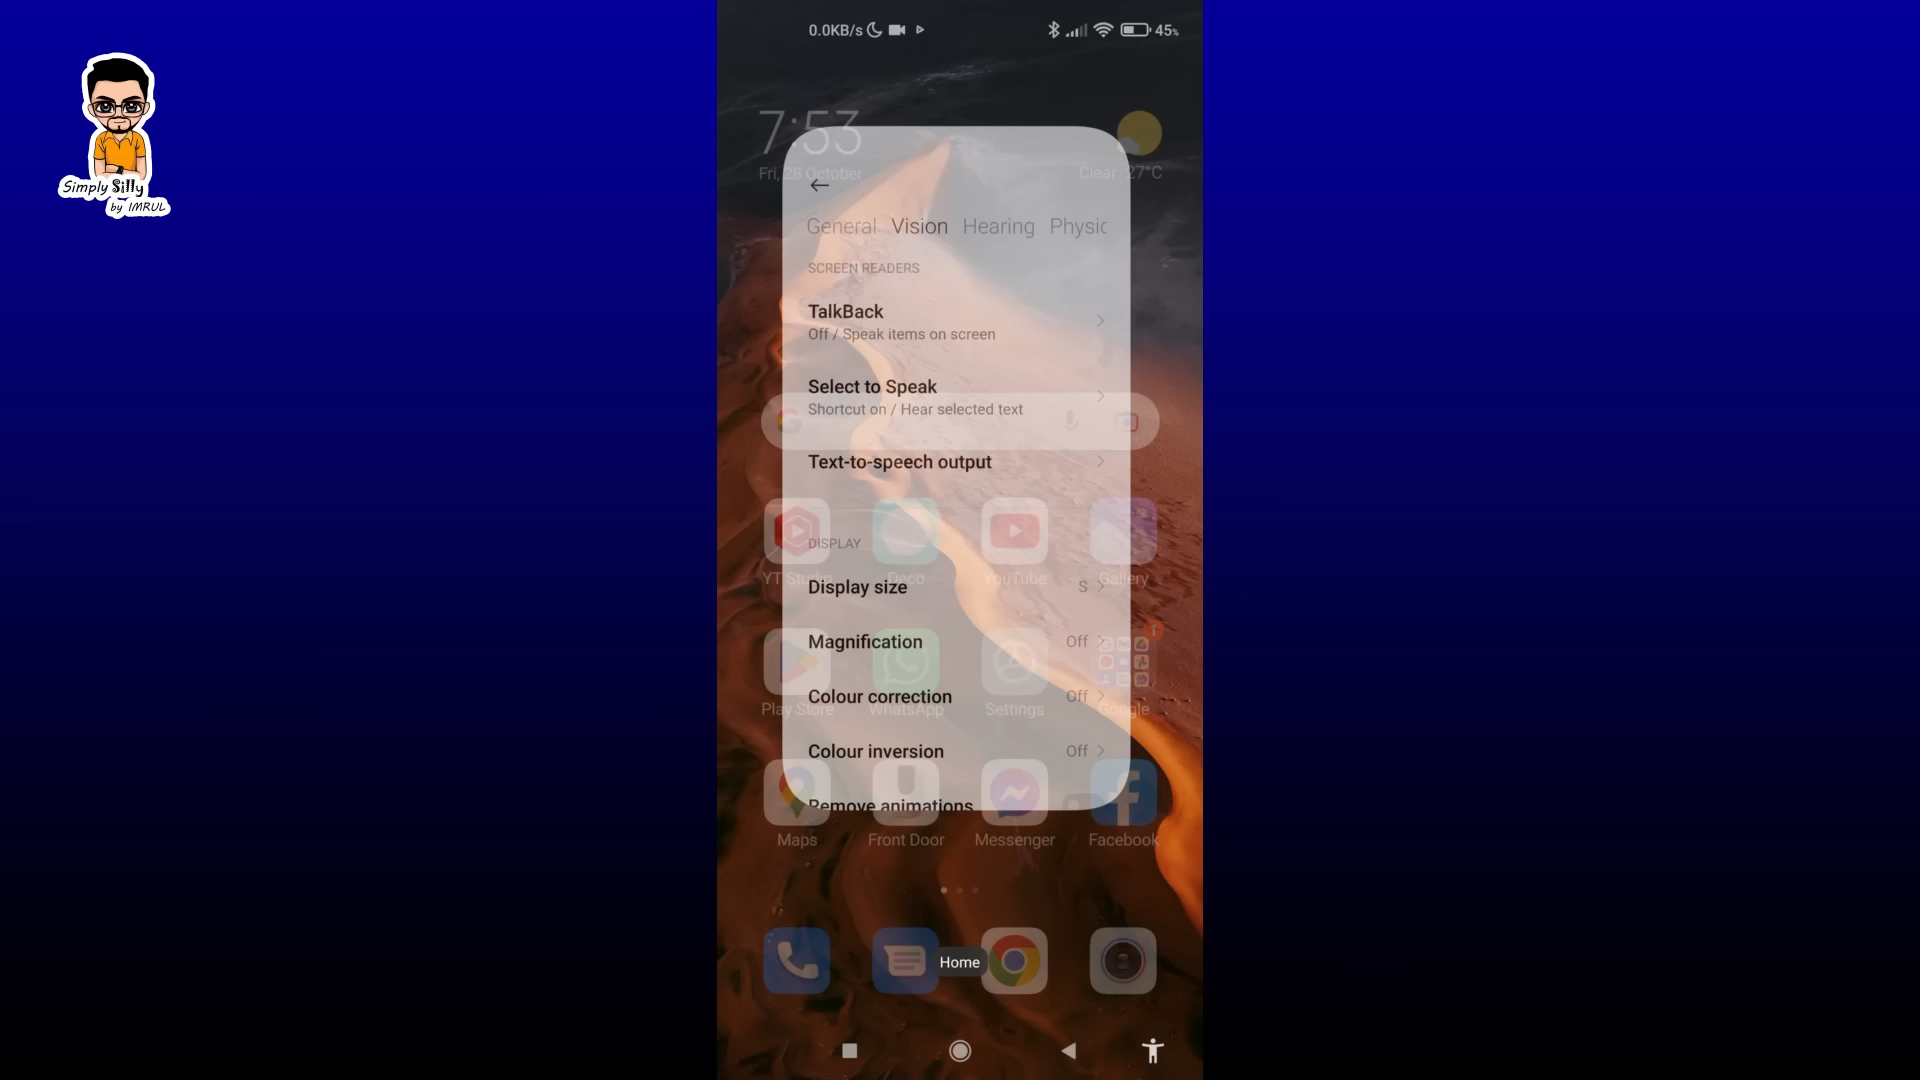 0.0KB/s
45%
7:53
Fri, 28 October
Clear 27°C
Simply Silly
by IMRUL
General Vision Hearing Physic
SCREEN READERS
TalkBack
Off / Speak items on screen
Select to Speak
Shortcut on / Hear selected text
Text-to-speech output
DISPLAY
YT Studio
Deco
YouTube
Gallery
Display size
S
Magnification
Off
1
Colour correction
Off
Play Store
WhatsApp
Settings
Google
Colour inversion
Off
Remove animations
Maps
Front Door
Messenger
Facebook
Home